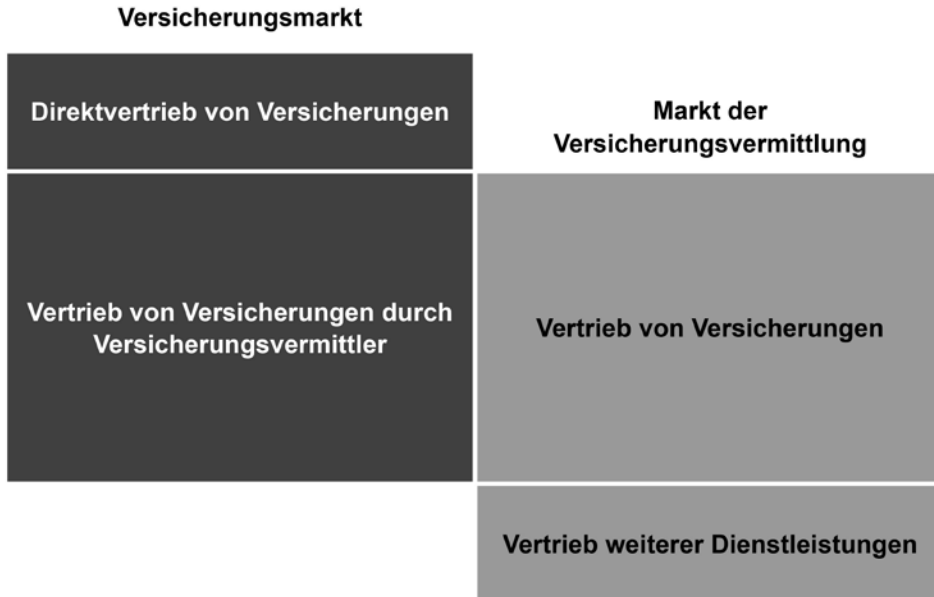 Versicherungsmarkt
Direktvertrieb von Versicherungen
Markt der
Versicherungsvermittlung
Vertrieb von Versicherungen durch
Versicherungsvermittler
Vertrieb von Versicherungen
Vertrieb weiterer Dienstleistungen